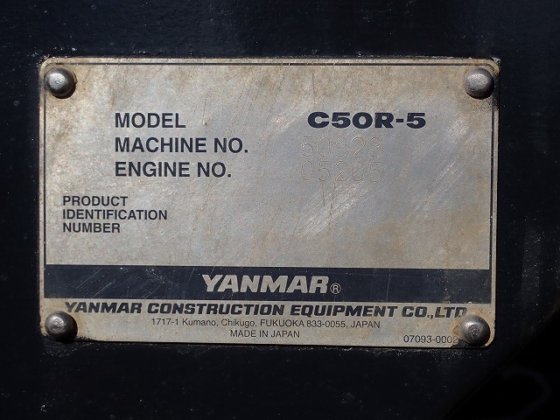 MODEL C50R-5
MACHINE NO.
ENGINE NO.
PRODUCT
IDENTIFICATION
NUMBER
YANMAR®
YANMAR CONSTRUCTION EQUIPMENT CO., LTD.
1717-1 Kumano, Chikugo, FUKUOKA 833-0055, JAPAN
MADE IN JAPAN